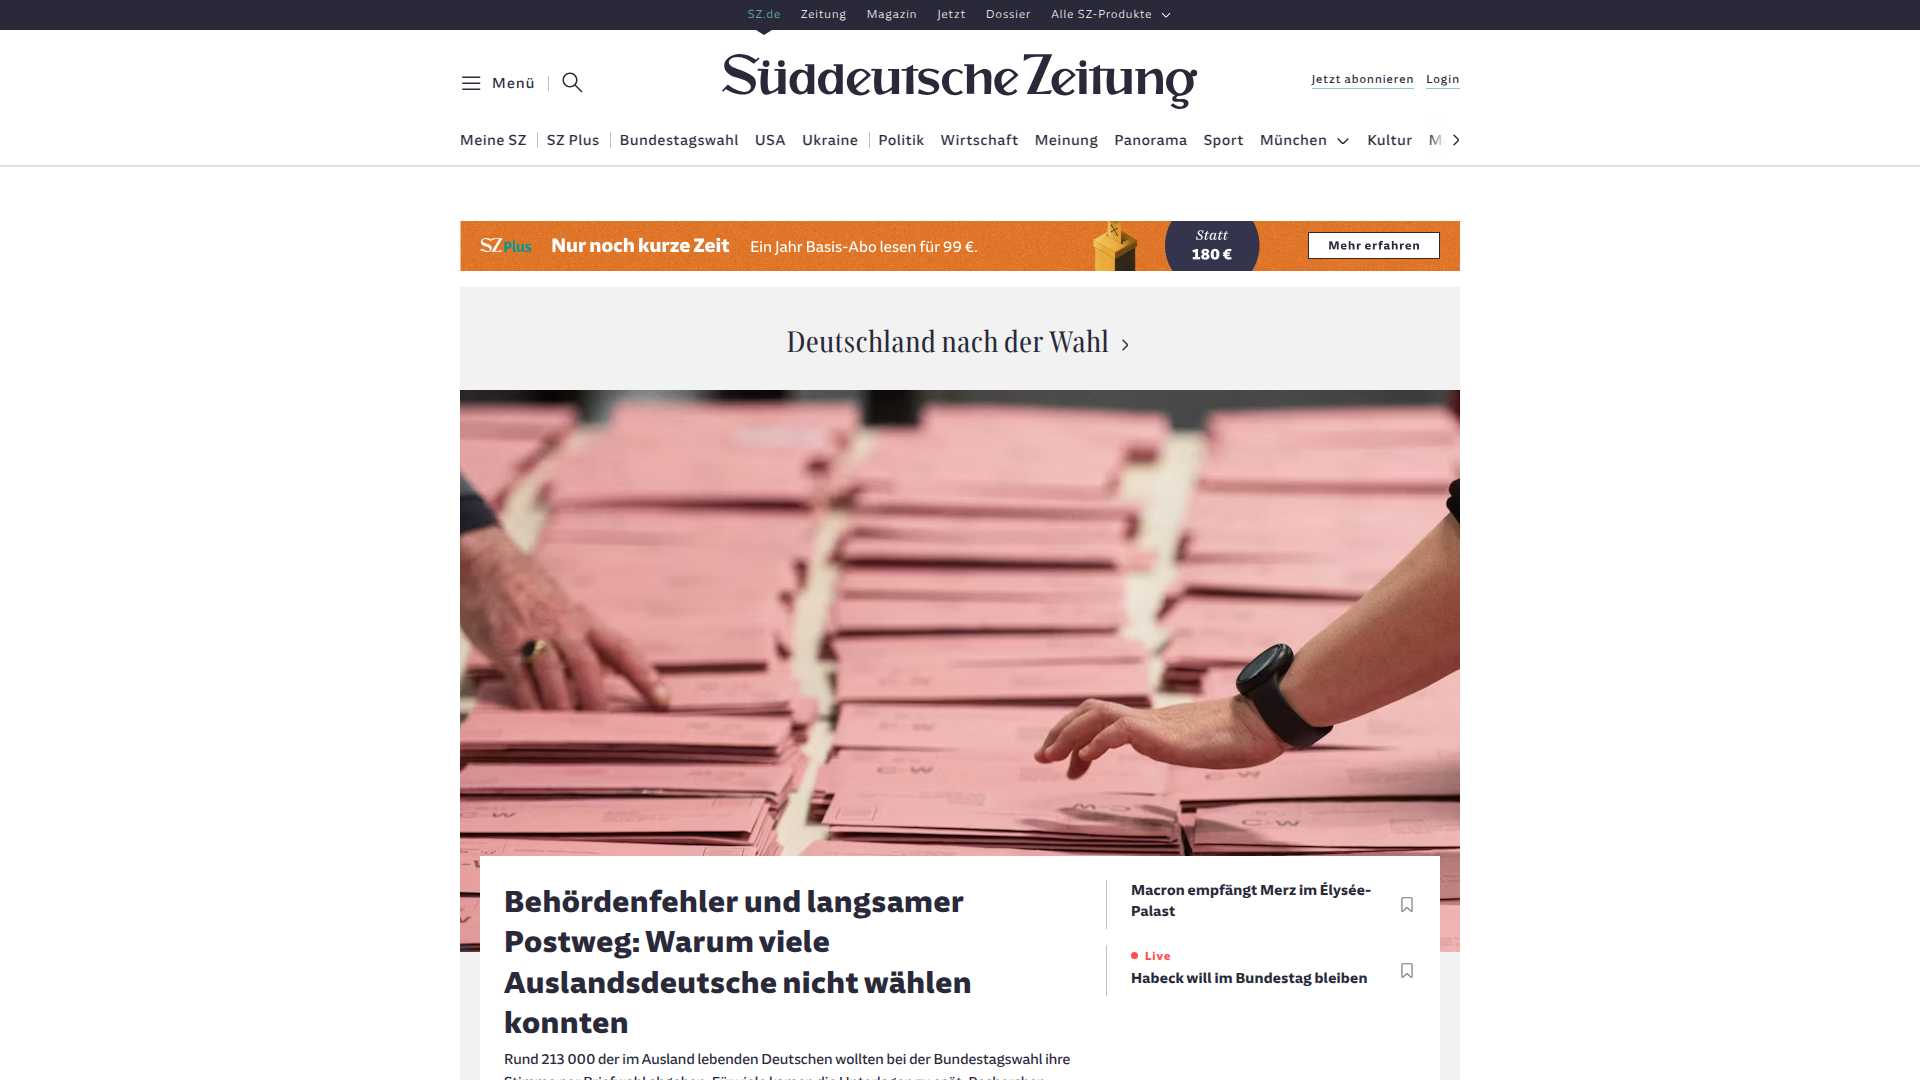 SZ.de Zeitung Magazin Jetzt Dossier Alle SZ-Produkte
Menü
Süddeutsche Zeitung
Jetzt abonnieren Login
Meine SZ SZ Plus Bundestagswahl USA Ukraine Politik Wirtschaft Meinung Panorama Sport München Kultur M
SZ Plus Nur noch kurze Zeit Ein Jahr Basis-Abo lesen für 99 €.
Statt
180 €
Mehr erfahren
Deutschland nach der Wahl
C-W
C-W
C-W
C-W
Behördenfehler und langsamer
Postweg: Warum viele
Auslandsdeutsche nicht wählen
konnten
Rund 213 000 der im Ausland lebenden Deutschen wollten bei der Bundestagswahl ihre
Macron empfängt Merz im Élysée-
Palast
Live
Habeck will im Bundestag bleiben